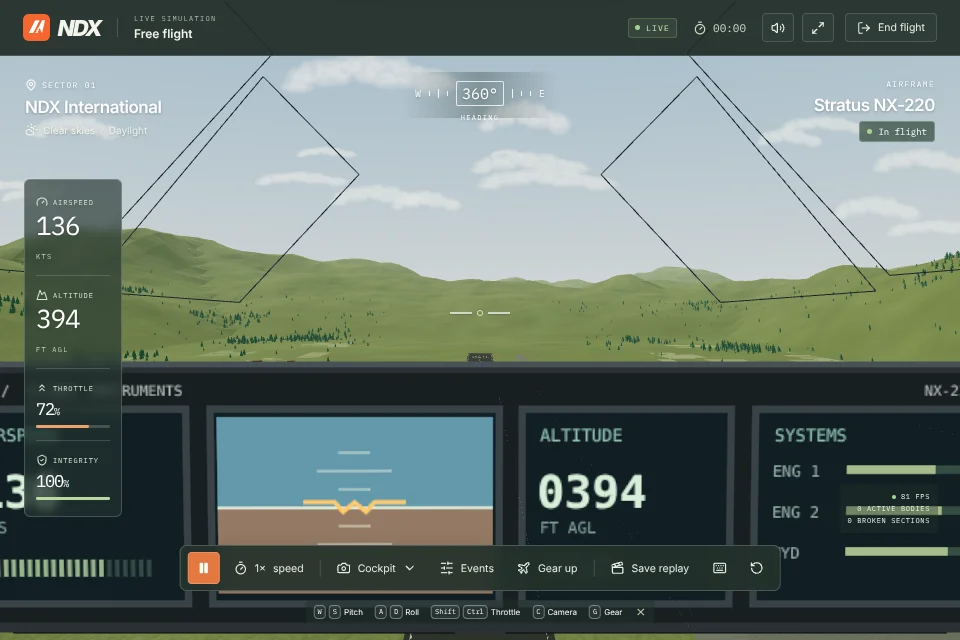 NDX
LIVE SIMULATION
Free flight
LIVE
00:00
End flight
SECTOR 01
NDX International
Clear skies / Daylight
W
360°
E
HEADING
AIRFRAME
Stratus NX-220
In flight
AIRSPEED
136
KTS
ALTITUDE
394
FT AGL
THROTTLE
72%
INTEGRITY
100%
ALTITUDE
0394
FT AGL
SYSTEMS
ENG 1
ENG 2
81 FPS
0 ACTIVE BODIES
0 BROKEN SECTIONS
1× speed
Cockpit
Events
Gear up
Save replay
W S Pitch
A D Roll
Shift Ctrl Throttle
C Camera
G Gear